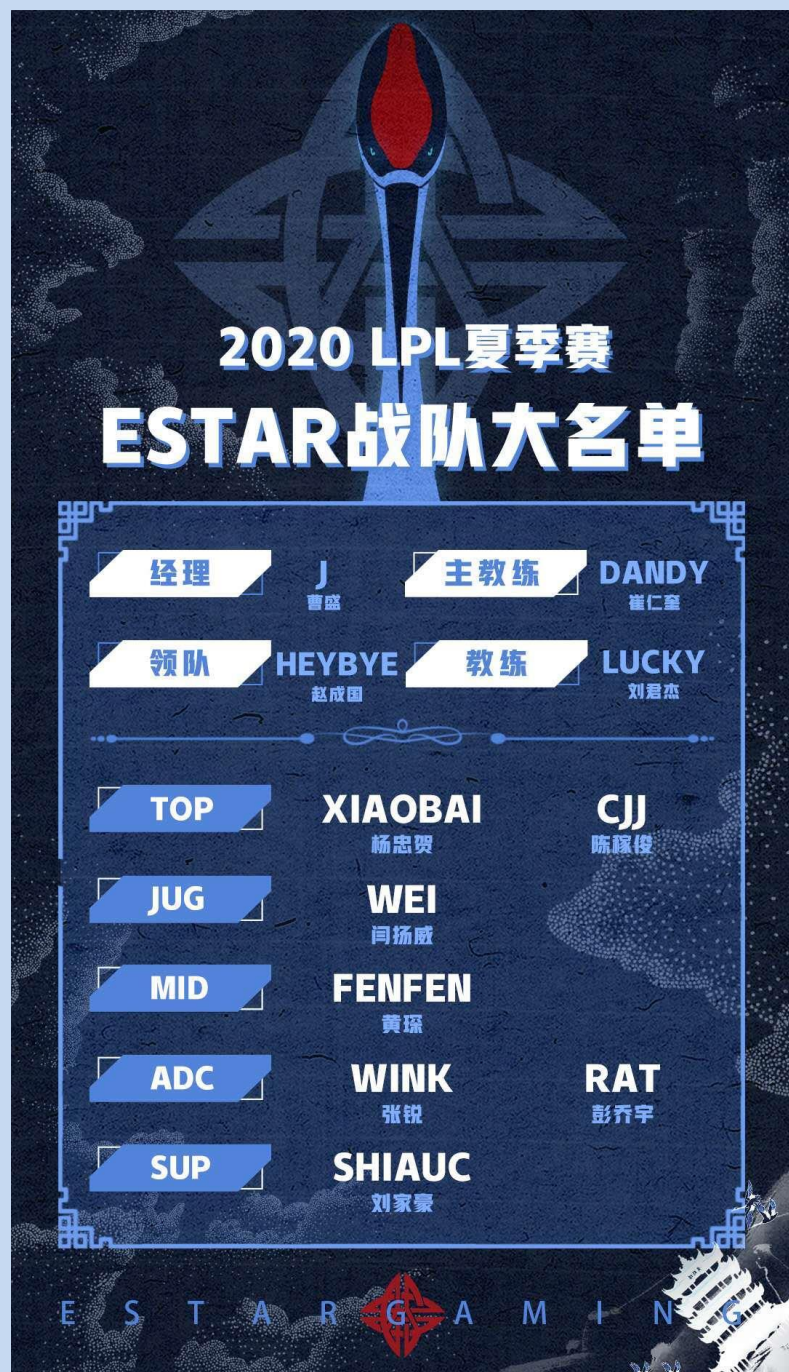 2020 LPL夏季赛
ESTAR战队大名单
经理 J 主教练 DANDY
曹盛 崔仁奎
领队 HEYBYE 教练 LUCKY
赵成国 刘君杰
TOP XIAOBAI CJJ
杨忠贺 陈稼俊
JUG WEI
闫扬威
MID FENFEN
黄琛
ADC WINK RAT
张锐 彭乔宇
SUP SHIAUC
刘家豪
ESTARGAMING